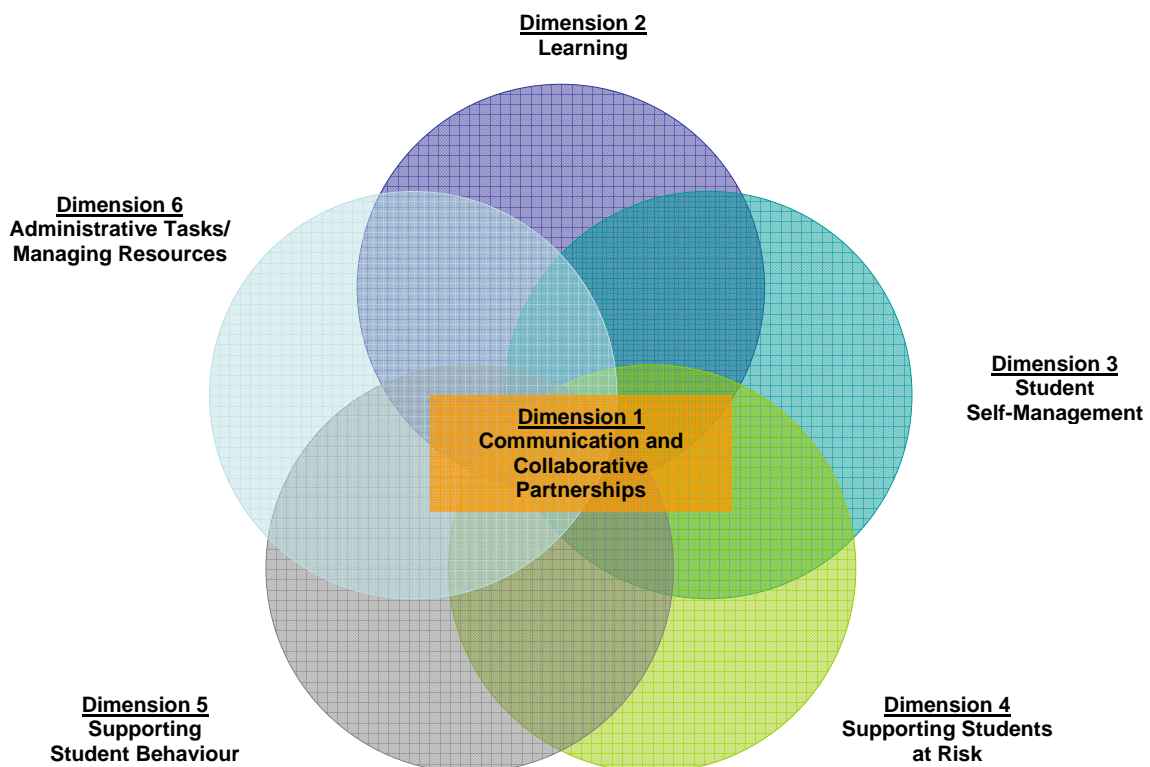 Dimension 2
Learning
Dimension 6
Administrative Tasks/
Managing Resources
Dimension 3
Student
Self-Management
Dimension 1
Communication and
Collaborative
Partnerships
Dimension 5
Supporting
Student Behaviour
Dimension 4
Supporting Students
at Risk